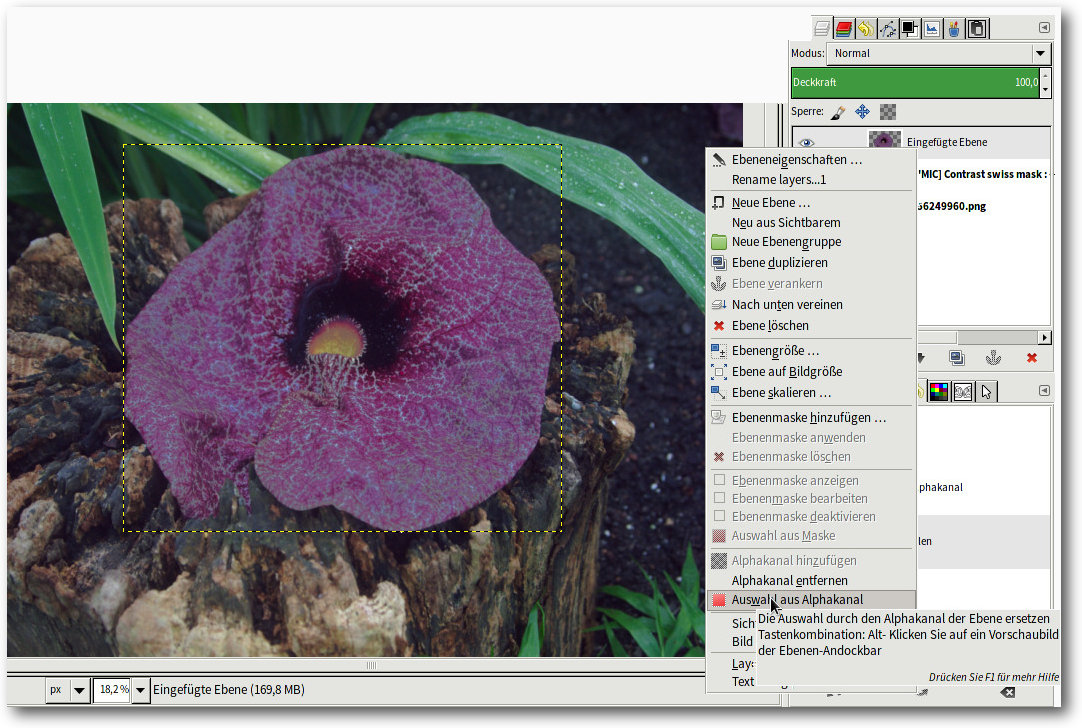 Modus: Normal
Deckkraft 100,0
Sperre:
Eingefügte Ebene
'MIC] Contrast swiss mask :
56249960.png
Ebeneneigenschaften …
Rename layers...1
Neue Ebene …
Neu aus Sichtbarem
Neue Ebenengruppe
Ebene duplizieren
Ebene verankern
Nach unten vereinen
Ebene löschen
Ebenengröße …
Ebene auf Bildgröße
Ebene skalieren …
Ebenenmaske hinzufügen …
Ebenenmaske anwenden
Ebenenmaske löschen
Ebenenmaske anzeigen
Ebenenmaske bearbeiten
Ebenenmaske deaktivieren
Auswahl aus Maske
Alphakanal hinzufügen
Alphakanal entfernen
Auswahl aus Alphakanal
Sich
Bild
Lay
Text
phakanal
len
Die Auswahl durch den Alphakanal der Ebene ersetzen
Tastenkombination: Alt- Klicken Sie auf ein Vorschaubild
der Ebenen-Andockbar
Drücken Sie F1 für mehr Hilfe
px 18,2% Eingefügte Ebene (169,8 MB)